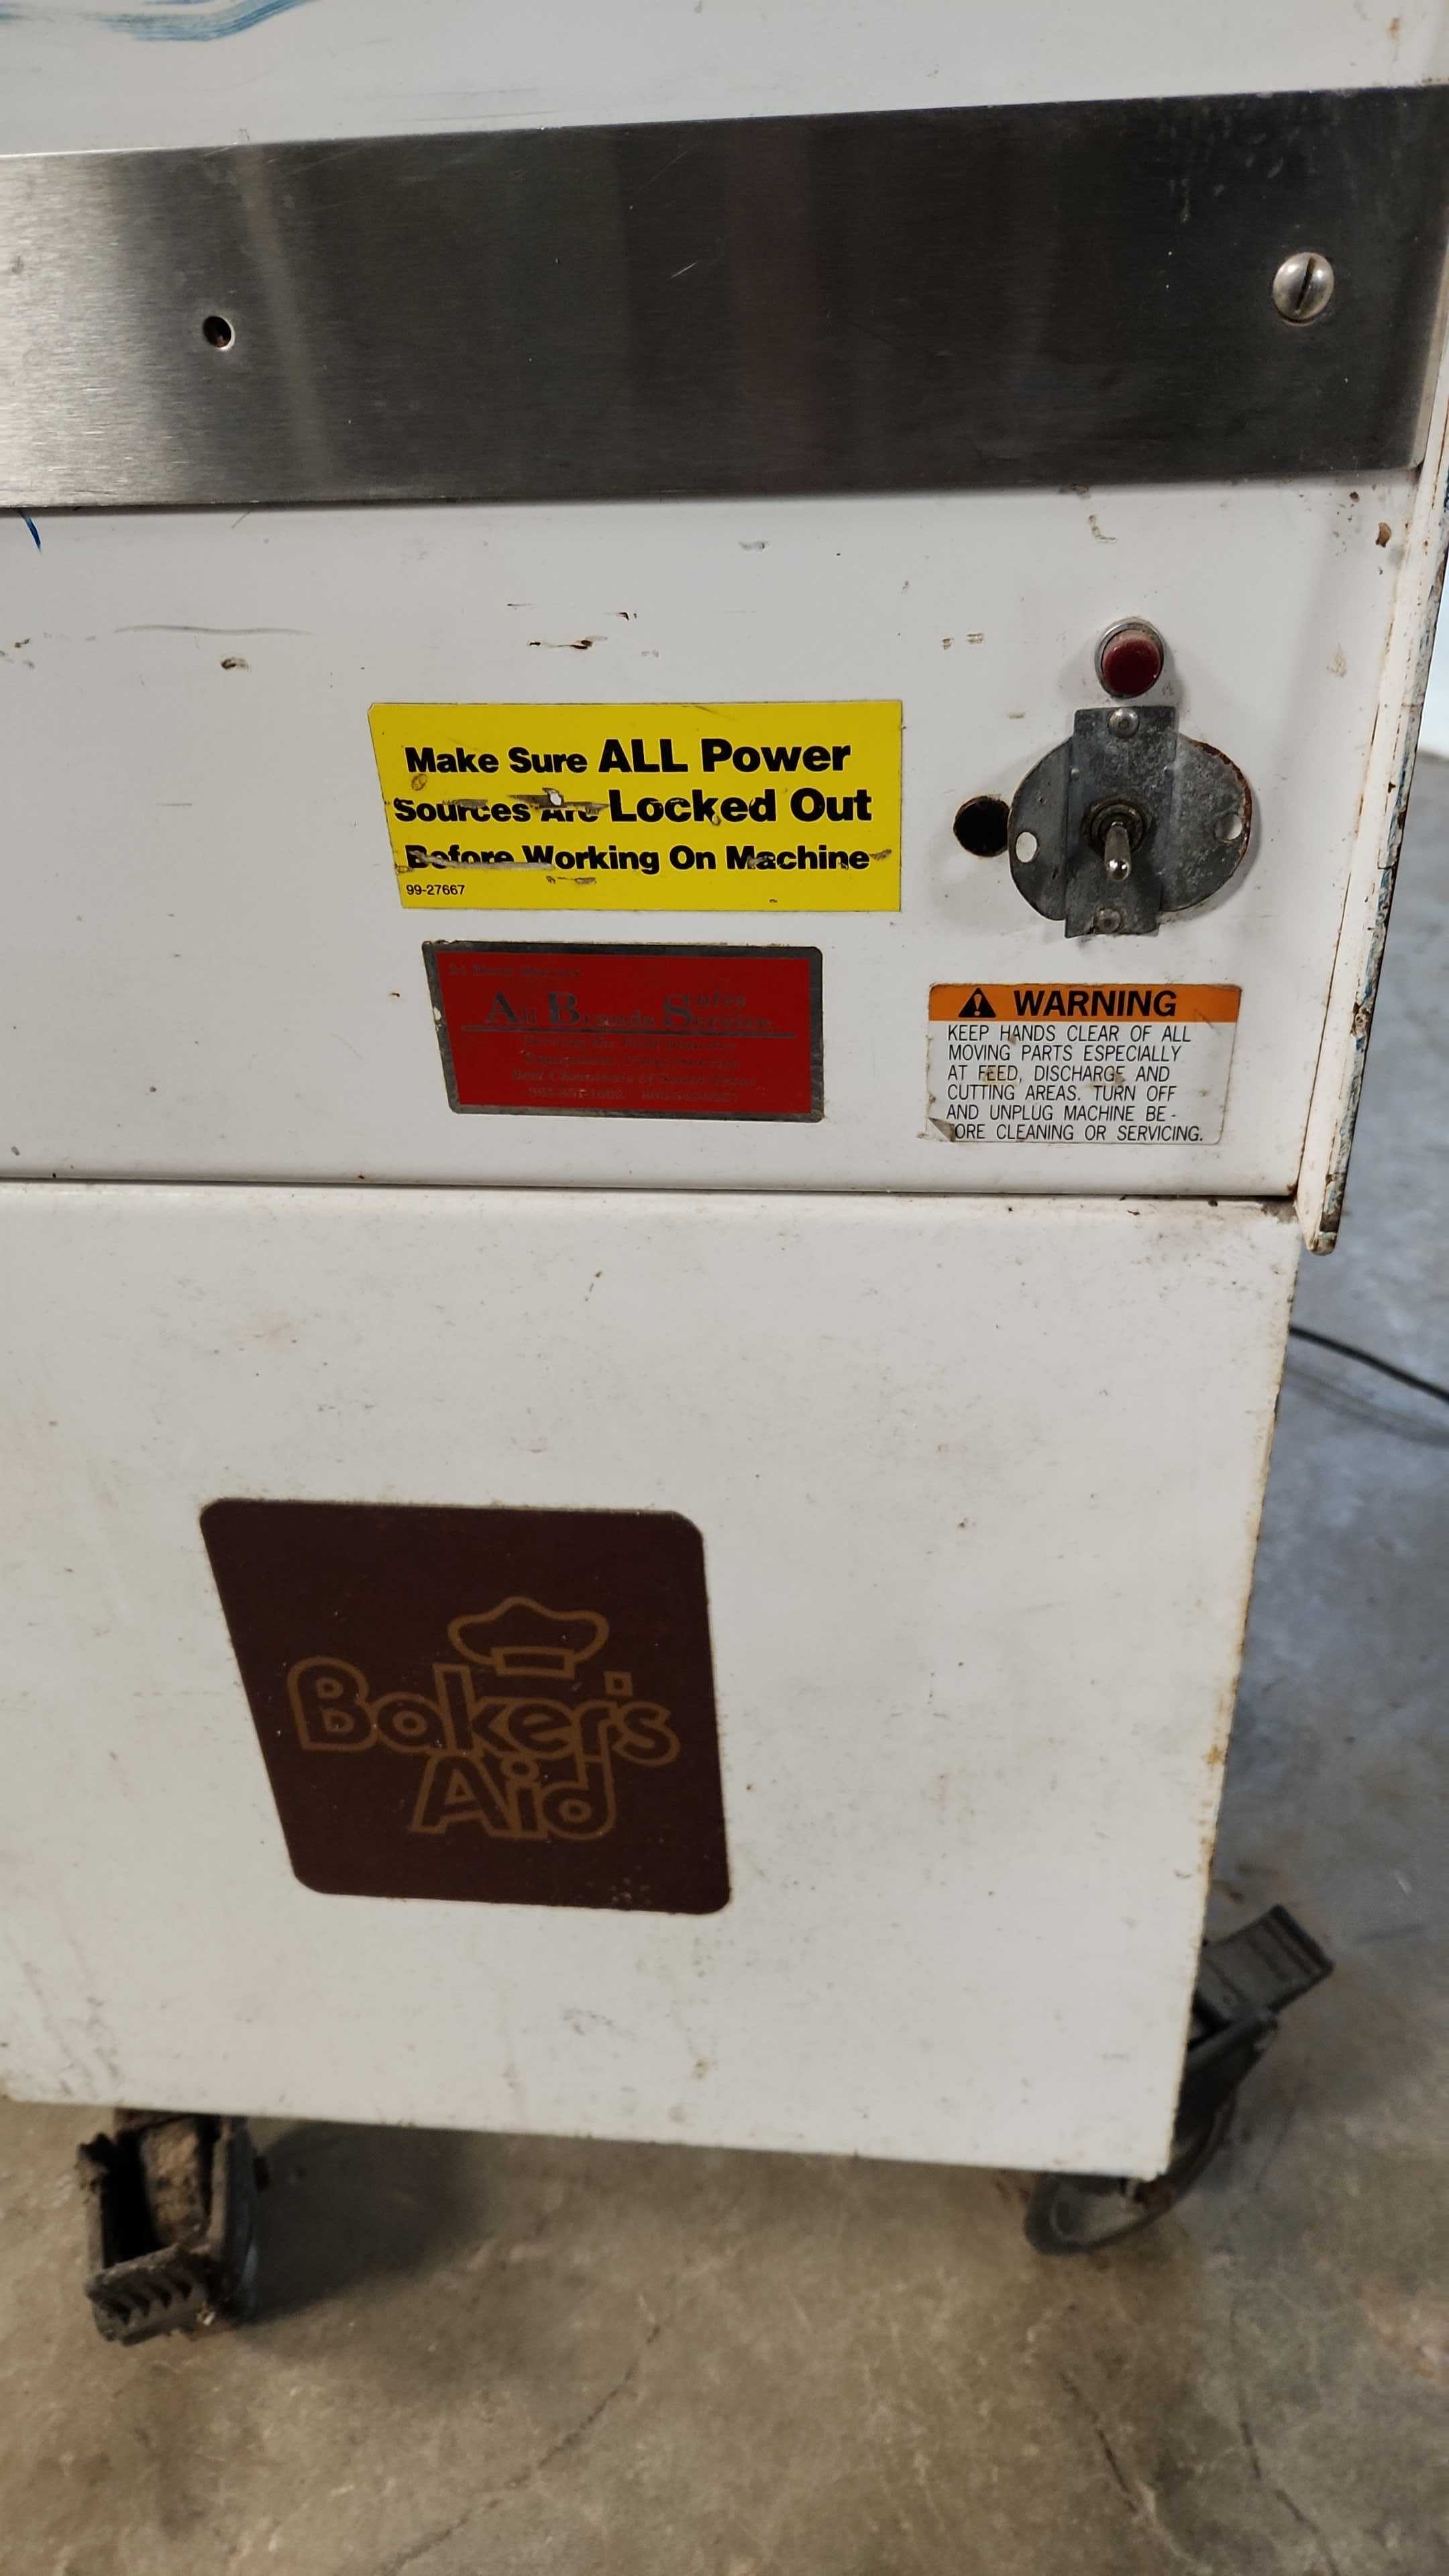 Make Sure ALL Power
Sources Are Locked Out
Before Working On Machine
99-27667
All Brands Sales
Service
WARNING
KEEP HANDS CLEAR OF ALL
MOVING PARTS ESPECIALLY
AT FEED, DISCHARGE AND
CUTTING AREAS. TURN OFF
AND UNPLUG MACHINE BE-
ORE CLEANING OR SERVICING.
Baker's
Aid